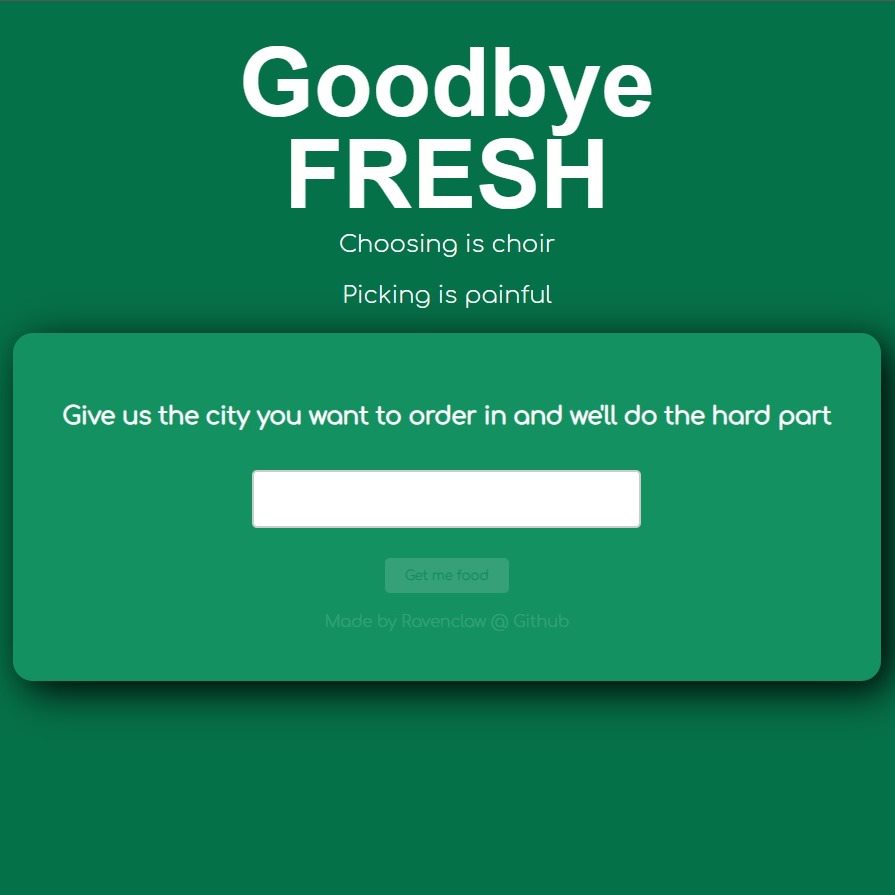 Goodbye
FRESH
Choosing is choir
Picking is painful
Give us the city you want to order in and we'll do the hard part
Get me food
Made by Ravenclaw @ Github